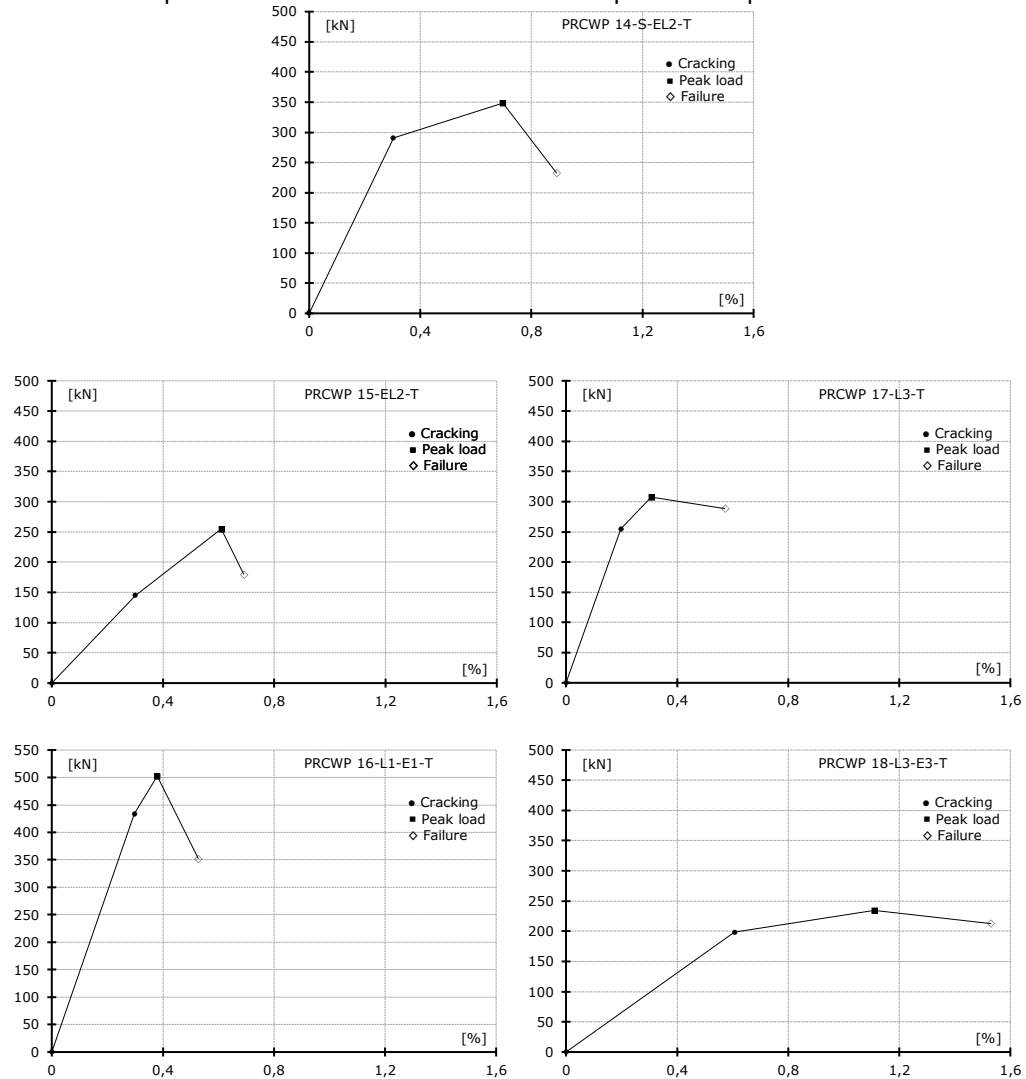 500
[kN]
PRCWP 14-S-EL2-T
450
Cracking
400
Peak load
350
Failure
300
250
200
150
100
50
[%]
0
0 0,4 0,8 1,2 1,6
500
[kN]
PRCWP 15-EL2-T
450
Cracking
400
Peak load
350
Failure
300
250
200
150
100
50
[%]
0
0 0,4 0,8 1,2 1,6
500
[kN]
PRCWP 17-L3-T
450
Cracking
400
Peak load
350
Failure
300
250
200
150
100
50
[%]
0
0 0,4 0,8 1,2 1,6
550
[kN]
PRCWP 16-L1-E1-T
500
450
Cracking
Peak load
400
Failure
350
300
250
200
150
100
50
[%]
0
0 0,4 0,8 1,2 1,6
500
[kN]
PRCWP 18-L3-E3-T
450
Cracking
400
Peak load
350
Failure
300
250
200
150
100
50
[%]
0
0 0,4 0,8 1,2 1,6